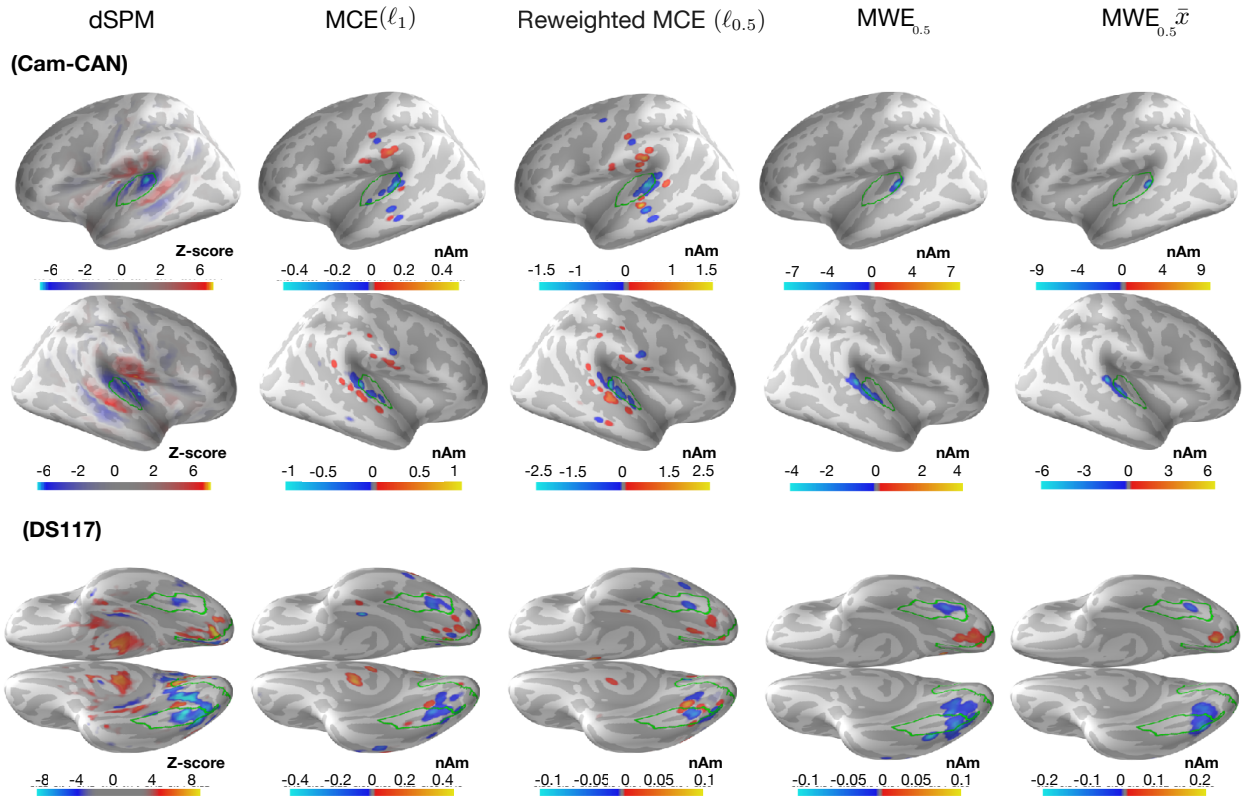 dSPM MCE(ℓ₁) Reweighted MCE (ℓ₀.₅) MWE₀.₅ MWE₀.₅ x̄
(Cam-CAN)
Z-score nAm nAm nAm nAm
-6 -2 0 2 6 -0.4 -0.2 0 0.2 0.4 -1.5 -1 0 1 1.5 -7 -4 0 4 7 -9 -4 0 4 9
Z-score nAm nAm nAm nAm
-6 -2 0 2 6 -1 -0.5 0 0.5 1 -2.5 -1.5 0 1.5 2.5 -4 -2 0 2 4 -6 -3 0 3 6
(DS117)
Z-score nAm nAm nAm nAm
-8 -4 0 4 8 -0.4 -0.2 0 0.2 0.4 -0.1 -0.05 0 0.05 0.1 -0.1 -0.05 0 0.05 0.1 -0.2 -0.1 0 0.1 0.2